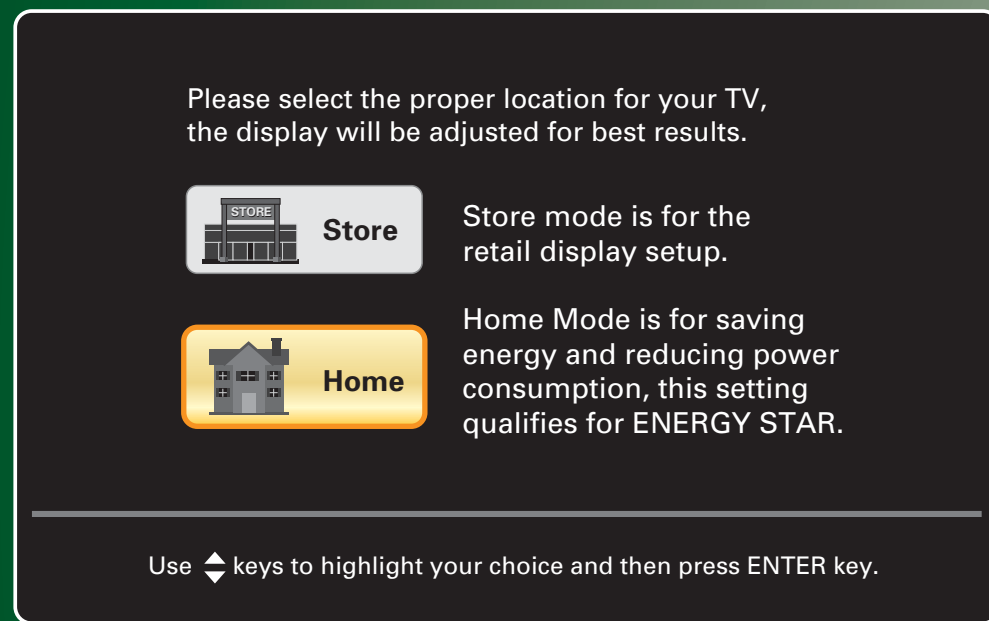 Please select the proper location for your TV,
the display will be adjusted for best results.
STORE
Store
Store mode is for the
retail display setup.
Home
Home Mode is for saving
energy and reducing power
consumption, this setting
qualifies for ENERGY STAR.
Use keys to highlight your choice and then press ENTER key.